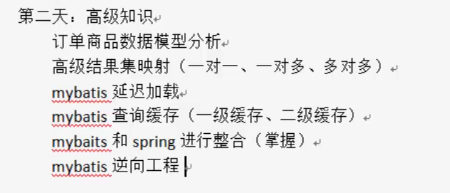 第二天：高级知识
订单商品数据模型分析
高级结果集映射（一对一、一对多、多对多）
mybatis 延迟加载
mybatis 查询缓存（一级缓存、二级缓存）
mybaits 和 spring 进行整合（掌握）
mybatis 逆向工程